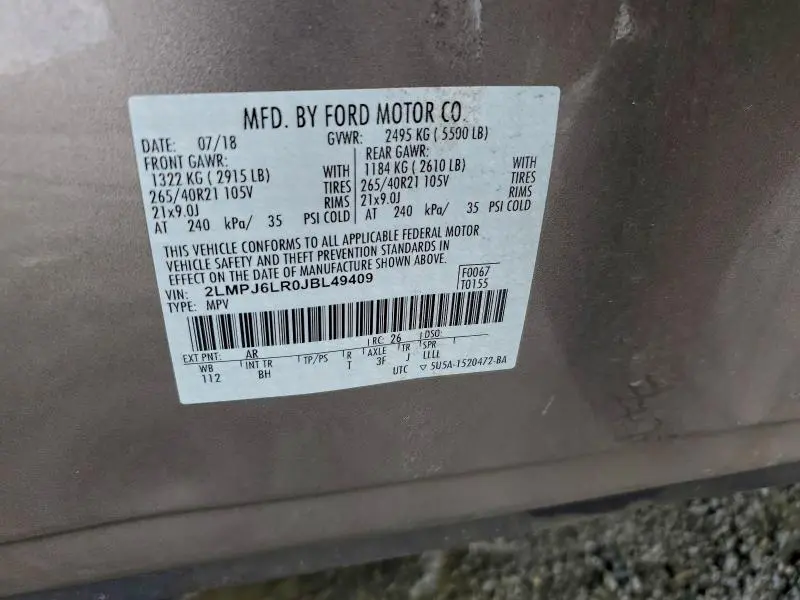 MFD. BY FORD MOTOR CO.
DATE: 07/18 GVWR: 2495 KG ( 5500 LB)
FRONT GAWR: REAR GAWR:
1322 KG ( 2915 LB) WITH 1184 KG ( 2610 LB) WITH
265/40R21 105V TIRES 265/40R21 105V TIRES
21x9.0J RIMS 21x9.0J RIMS
AT 240 kPa/ 35 PSI COLD AT 240 kPa/ 35 PSI COLD
THIS VEHICLE CONFORMS TO ALL APPLICABLE FEDERAL MOTOR
VEHICLE SAFETY AND THEFT PREVENTION STANDARDS IN
EFFECT ON THE DATE OF MANUFACTURE SHOWN ABOVE.
VIN: 2LMPJ6LR0JBL49409 F0067
TYPE: MPV T0155
EXT PNT: AR RC: 26 DSO:
WB INT TR TP/PS R AXLE TR SPR
112 BH T 3F J LLLL
UTC ▽ 5U5A-1520472-BA